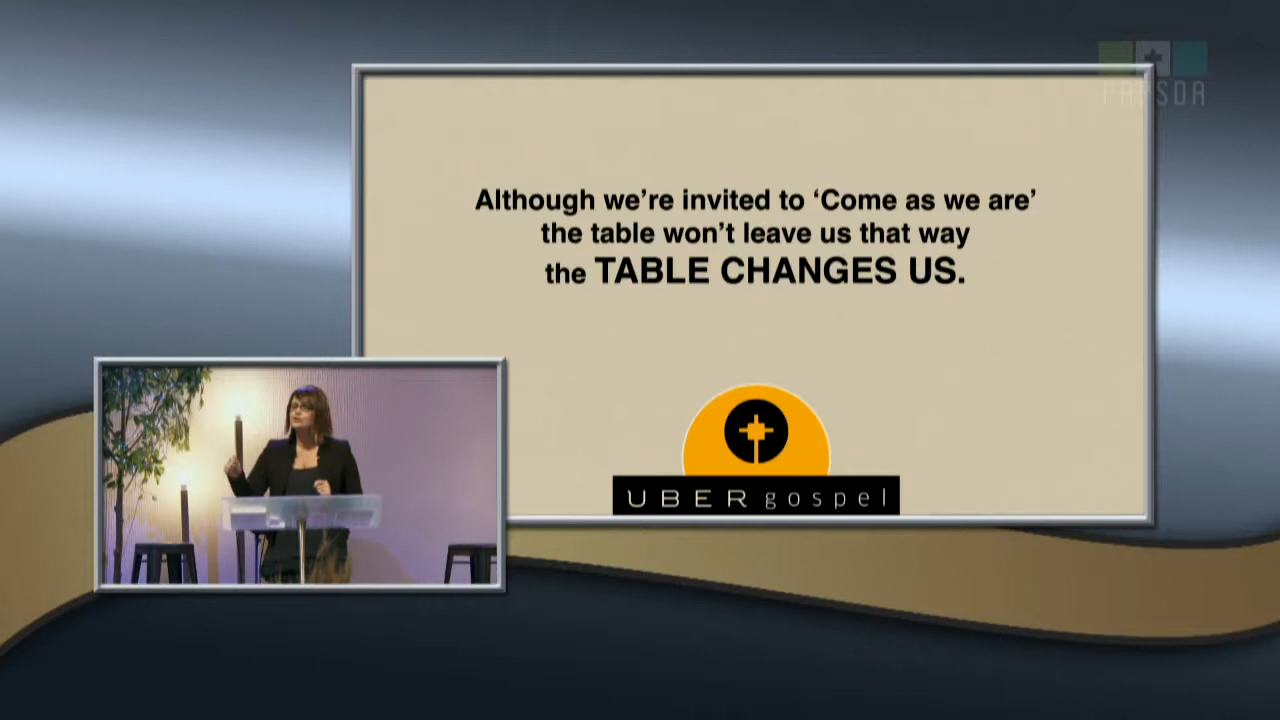 Although we’re invited to ‘Come as we are’
the table won’t leave us that way
the TABLE CHANGES US.
UBER gospel